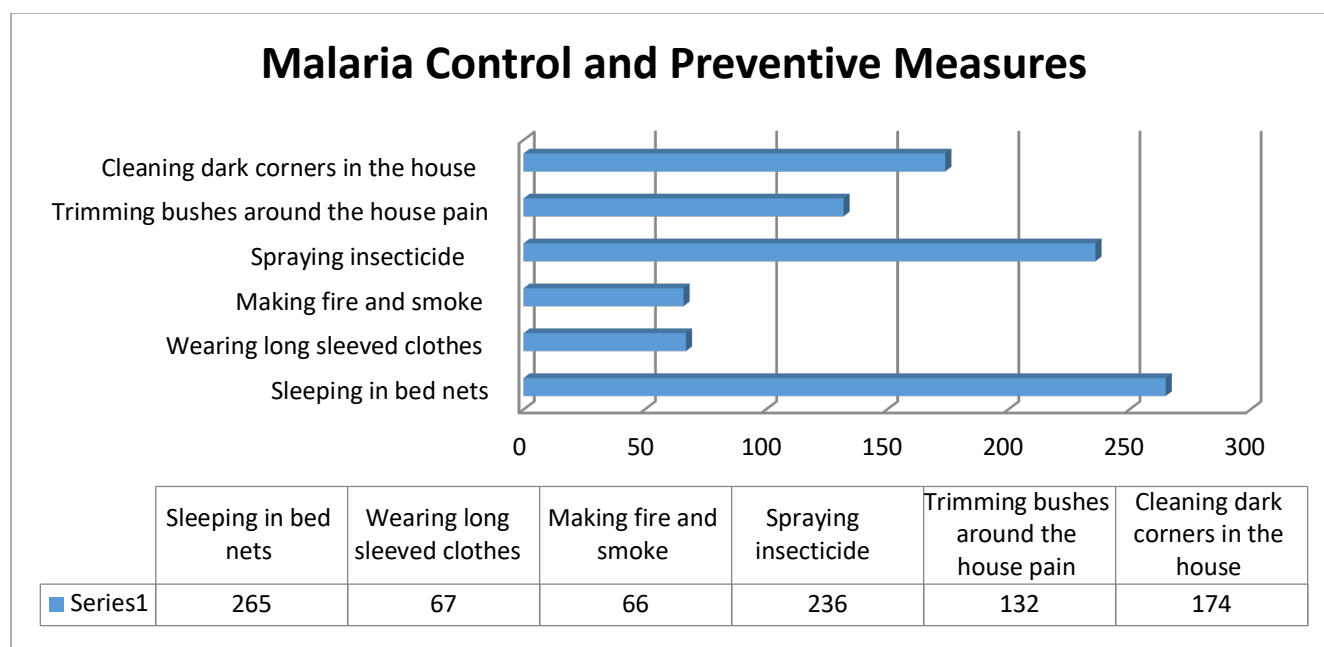 Malaria Control and Preventive Measures
Cleaning dark corners in the house
Trimming bushes around the house pain
Spraying insecticide
Making fire and smoke
Wearing long sleeved clothes
Sleeping in bed nets
0 50 100 150 200 250 300
Sleeping in bed
nets
Wearing long
sleeved clothes
Making fire and
smoke
Spraying
insecticide
Trimming bushes
around the
house pain
Cleaning dark
corners in the
house
Series1 265 67 66 236 132 174